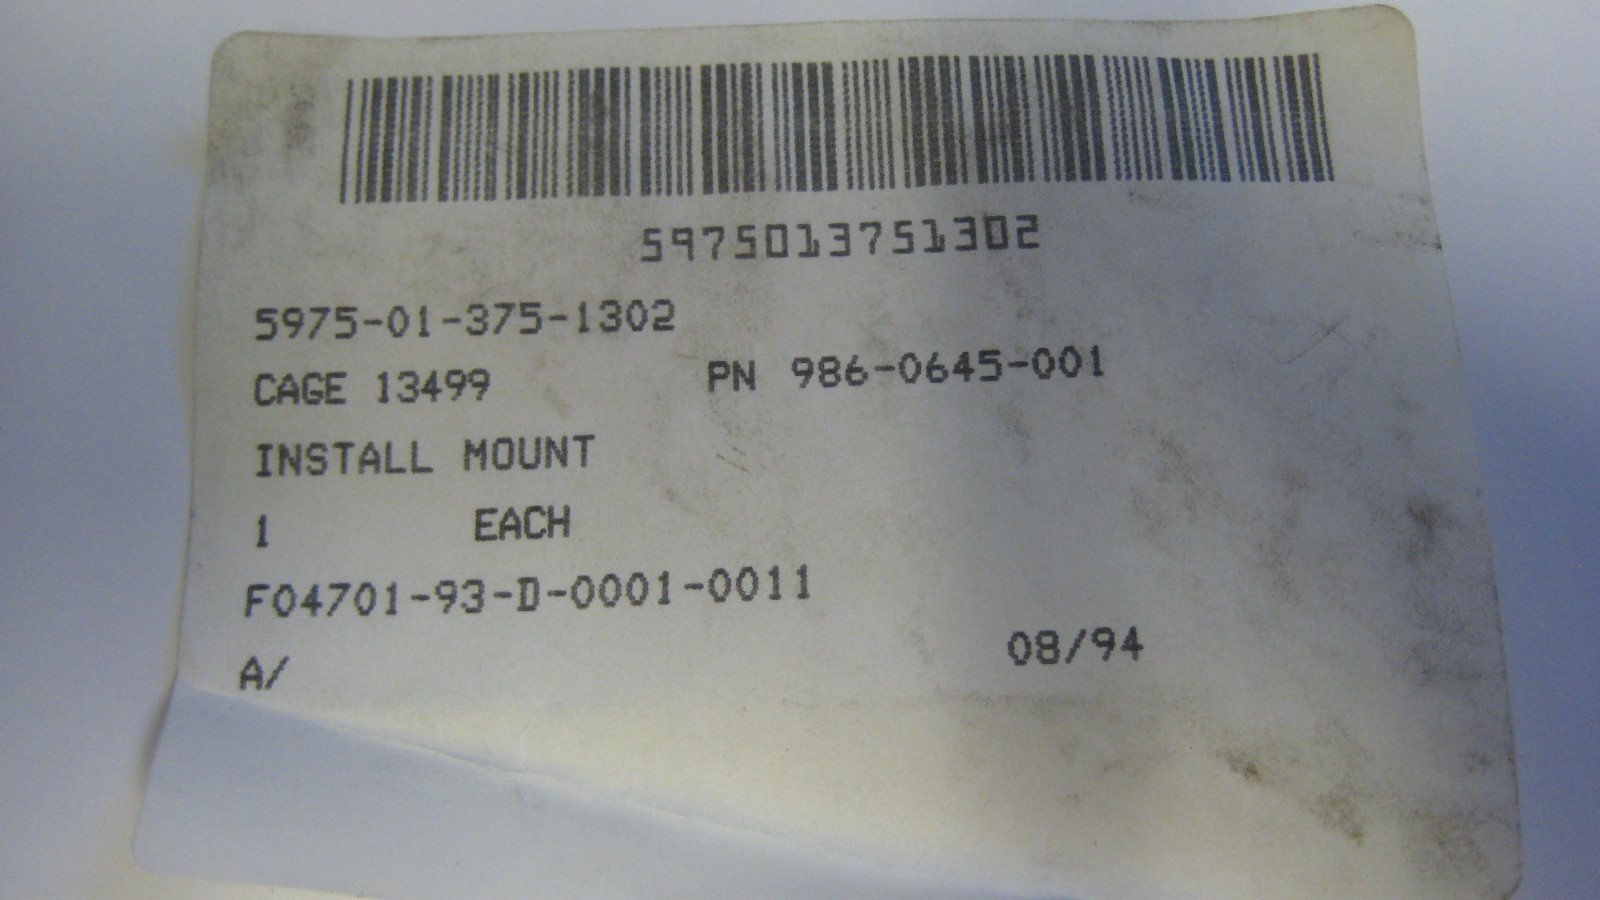 5975013751302
5975-01-375-1302
CAGE 13499 PN 986-0645-001
INSTALL MOUNT
1 EACH
F04701-93-D-0001-0011
08/94
A/